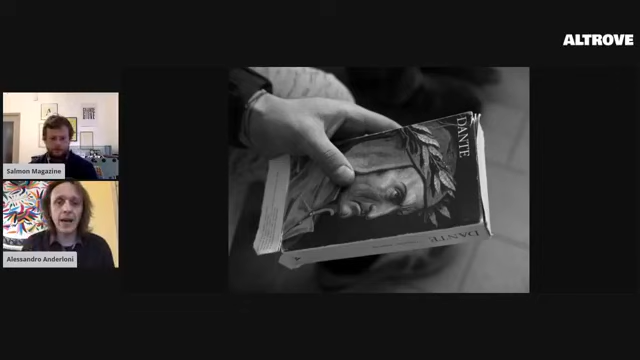 ALTROVE
DANTE
DANTE
Salmon Magazine
Alessandro Anderloni